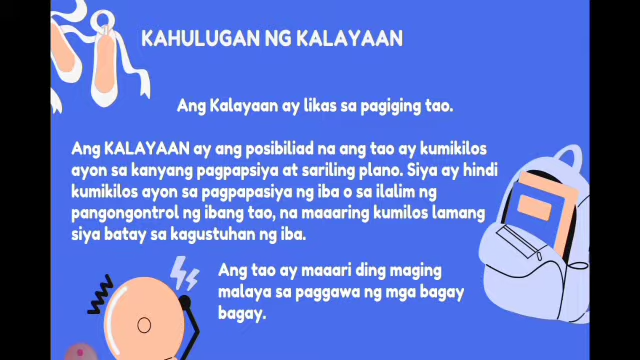 KAHULUGAN NG KALAYAAN
Ang Kalayaan ay likas sa pagiging tao.
Ang KALAYAAN ay ang posibiliad na ang tao ay kumikilos
ayon sa kanyang pagpapsiya at sariling plano. Siya ay hindi
kumikilos ayon sa pagpapasiya ng iba o sa ilalim ng
pangongontrol ng ibang tao, na maaaring kumilos lamang
siya batay sa kagustuhan ng iba.
Ang tao ay maaari ding maging
malaya sa paggawa ng mga bagay
bagay.